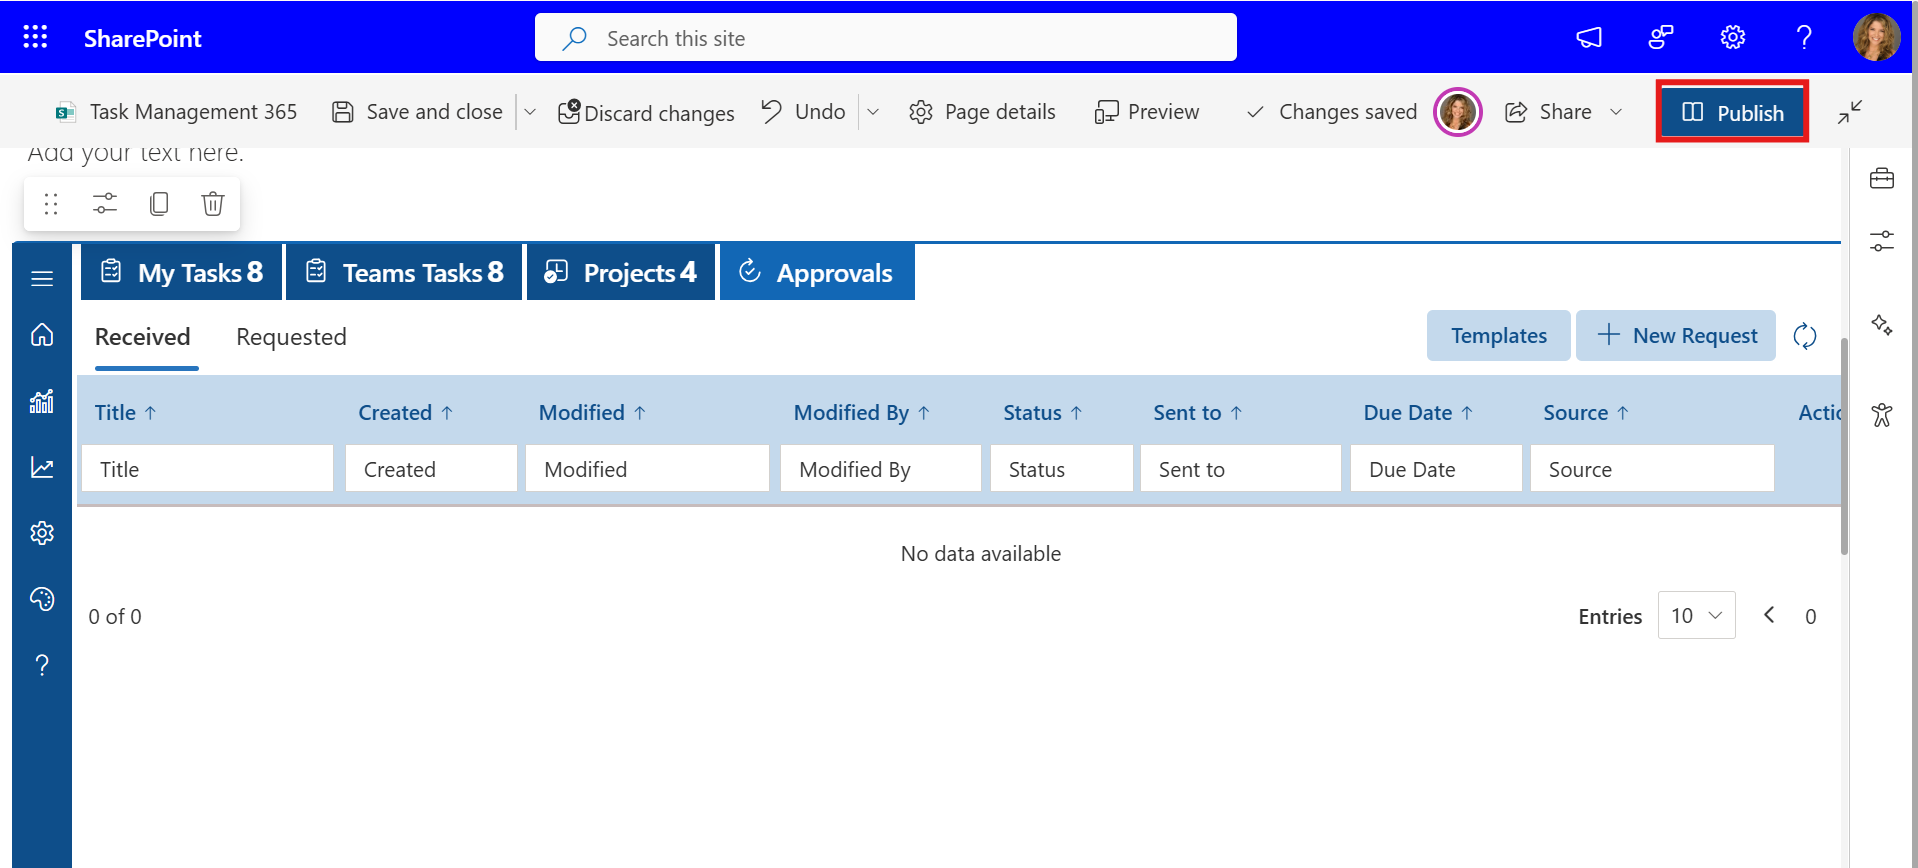 SharePoint
Search this site
Task Management 365
Save and close
Discard changes
Undo
Page details
Preview
Changes saved
Share
Publish
Add your text here.
My Tasks 8
Teams Tasks 8
Projects 4
Approvals
Received
Requested
Templates
New Request
Title Created Modified Modified By Status Sent to Due Date Source Actio
Title Created Modified Modified By Status Sent to Due Date Source
No data available
0 of 0
Entries 10 0